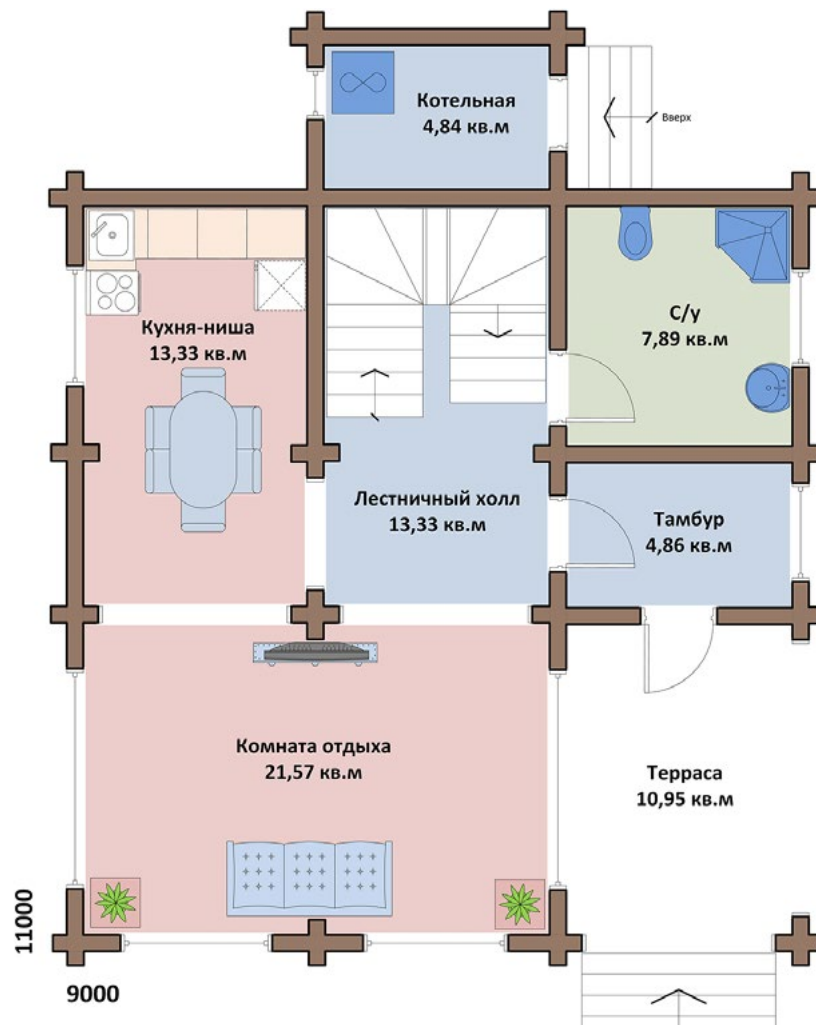 Котельная
4,84 кв.м
Вверх
Кухня-ниша
13,33 кв.м
С/у
7,89 кв.м
Лестничный холл
13,33 кв.м
Тамбур
4,86 кв.м
Комната отдыха
21,57 кв.м
Терраса
10,95 кв.м
11000
9000